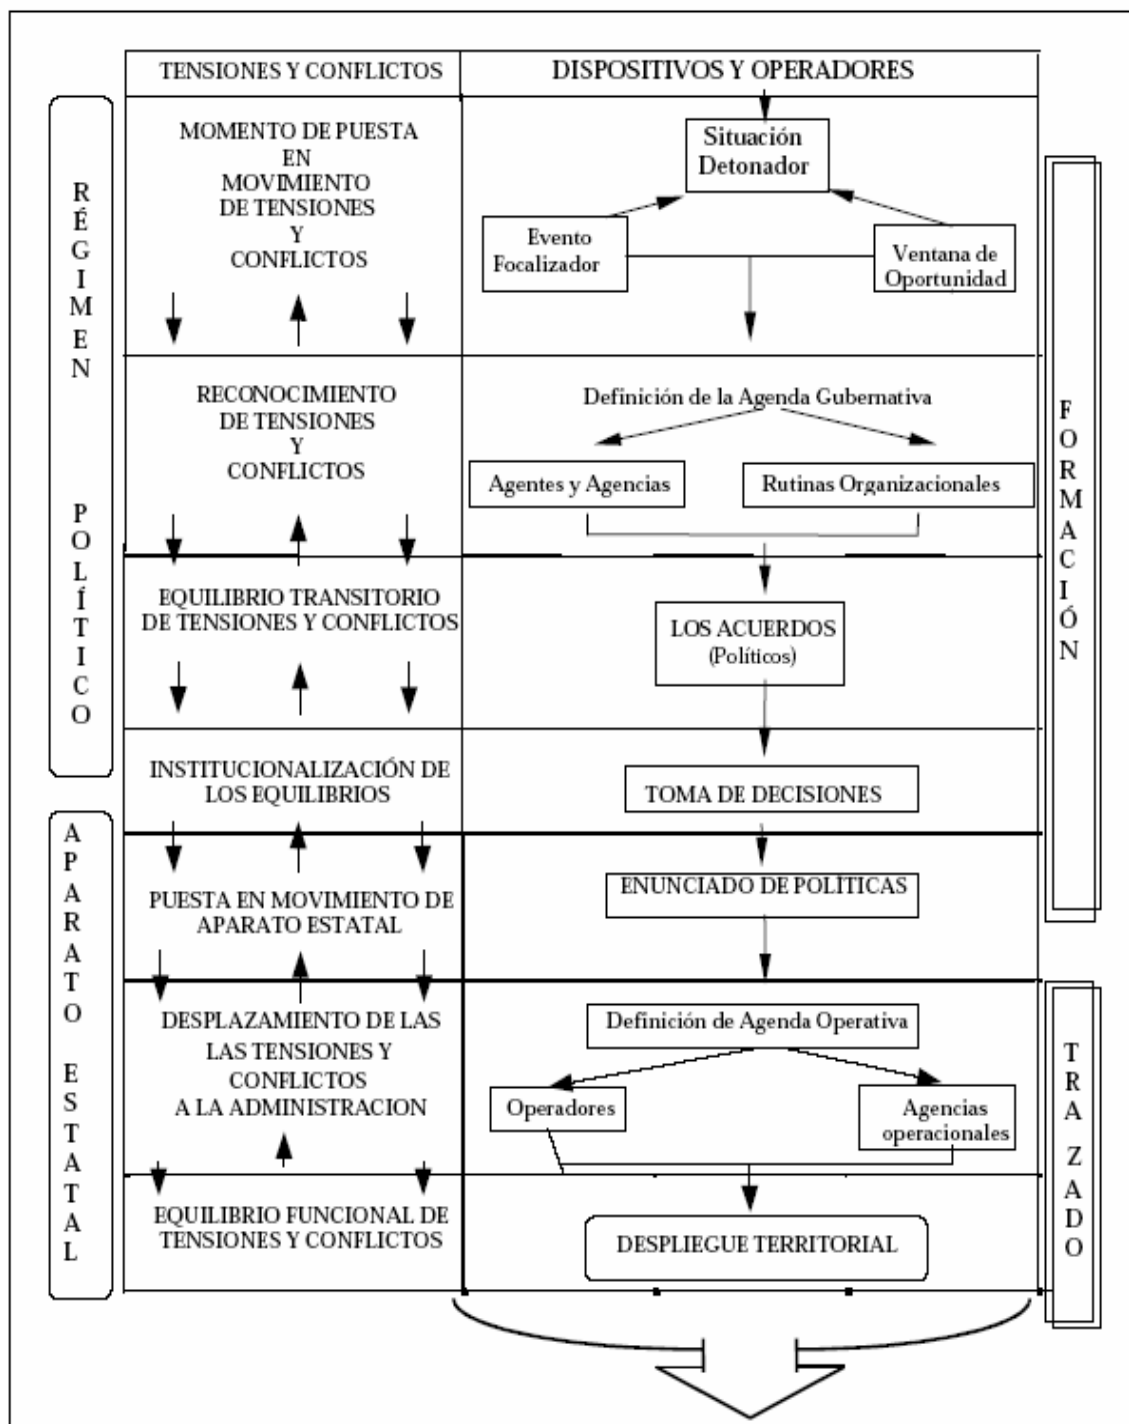 TENSIONES Y CONFLICTOS
DISPOSITIVOS Y OPERADORES
RÉGIMEN POLÍTICO
MOMENTO DE PUESTA
EN
MOVIMIENTO
DE TENSIONES
Y
CONFLICTOS
Situación
Detonador
Evento
Focalizador
Ventana de
Oportunidad
FORMACIÓN
RECONOCIMIENTO
DE TENSIONES
Y
CONFLICTOS
Definición de la Agenda Gubernativa
Agentes y Agencias
Rutinas Organizacionales
EQUILIBRIO TRANSITORIO
DE TENSIONES Y CONFLICTOS
LOS ACUERDOS
(Políticos)
INSTITUCIONALIZACIÓN DE
LOS EQUILIBRIOS
TOMA DE DECISIONES
APARATO ESTATAL
PUESTA EN MOVIMIENTO DE
APARATO ESTATAL
ENUNCIADO DE POLÍTICAS
DESPLAZAMIENTO DE LAS
LAS TENSIONES Y
CONFLICTOS
A LA ADMINISTRACION
Definición de Agenda Operativa
Operadores
Agencias
operacionales
TRAZADO
EQUILIBRIO FUNCIONAL DE
TENSIONES Y CONFLICTOS
DESPLIEGUE TERRITORIAL